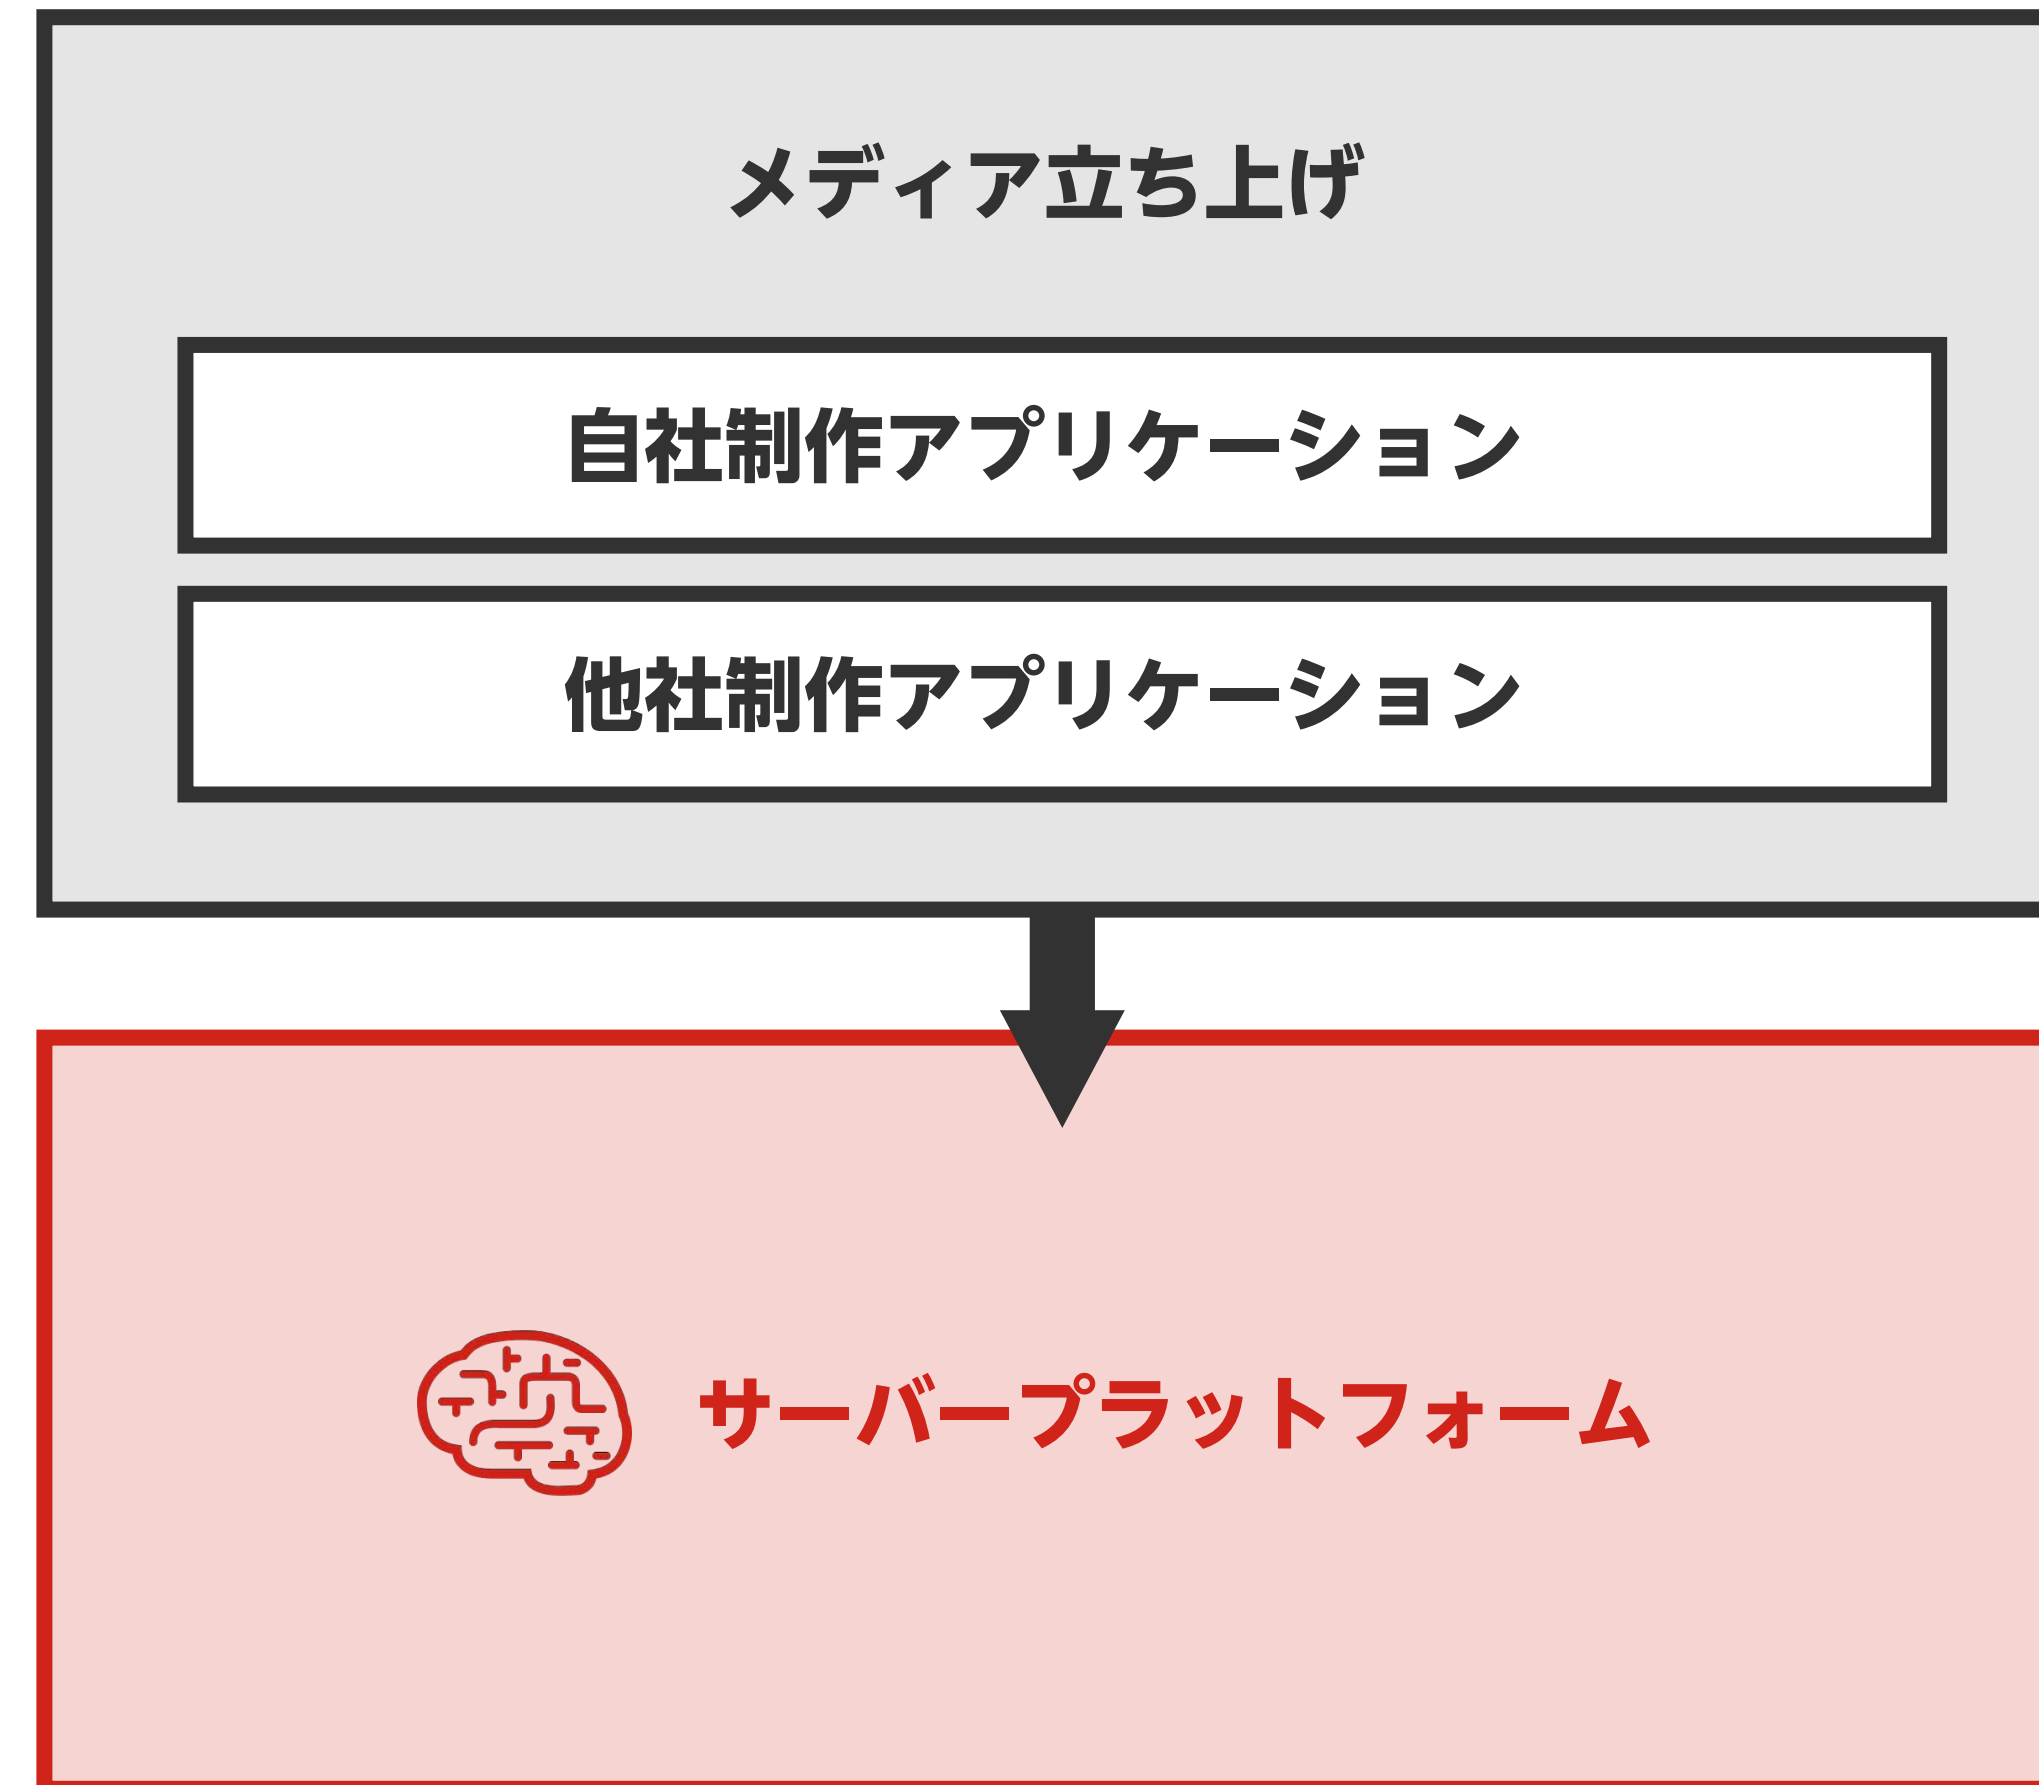 メディア立ち上げ
自社制作アプリケーション
他社制作アプリケーション
サーバープラットフォーム